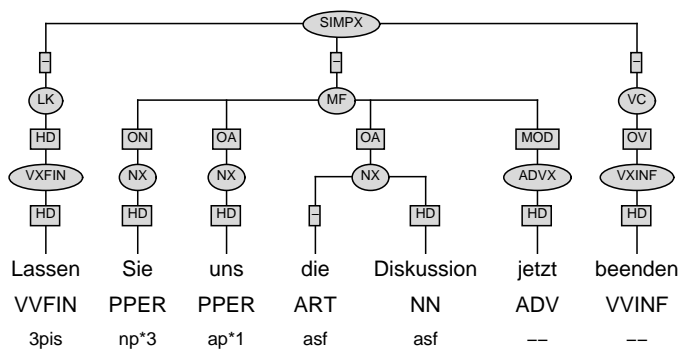 SIMPX
– – –
LK MF VC
HD ON OA OA MOD OV
VXFIN NX NX NX ADVX VXINF
HD HD HD – HD HD HD
Lassen Sie uns die Diskussion jetzt beenden
VVFIN PPER PPER ART NN ADV VVINF
3pis np*3 ap*1 asf asf –– ––